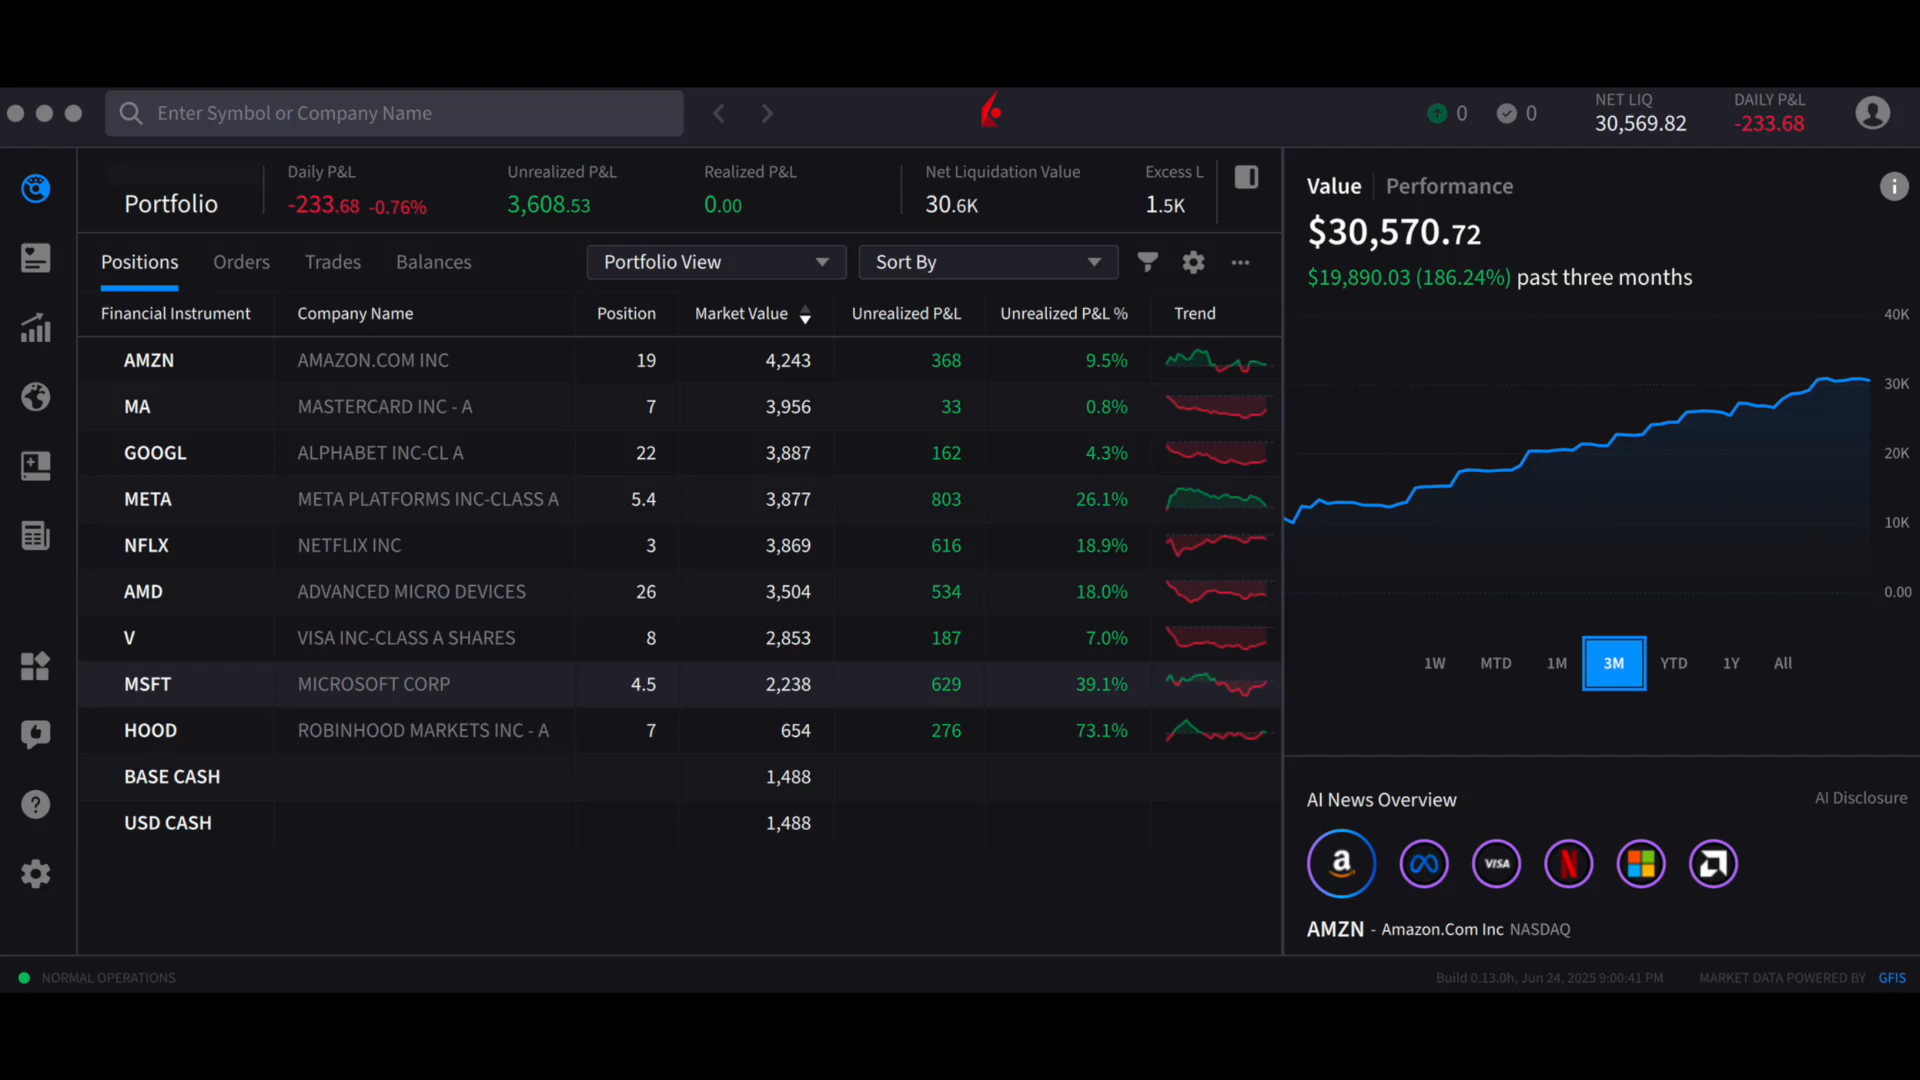 Enter Symbol or Company Name
0
0
NET LIQ
30,569.82
DAILY P&L
-233.68
Portfolio
Daily P&L
-233.68 -0.76%
Unrealized P&L
3,608.53
Realized P&L
0.00
Net Liquidation Value
30.6K
Excess L
1.5K
Positions Orders Trades Balances
Portfolio View
Sort By
Financial Instrument Company Name Position Market Value Unrealized P&L Unrealized P&L % Trend
AMZN AMAZON.COM INC 19 4,243 368 9.5%
MA MASTERCARD INC - A 7 3,956 33 0.8%
GOOGL ALPHABET INC-CL A 22 3,887 162 4.3%
META META PLATFORMS INC-CLASS A 5.4 3,877 803 26.1%
NFLX NETFLIX INC 3 3,869 616 18.9%
AMD ADVANCED MICRO DEVICES 26 3,504 534 18.0%
V VISA INC-CLASS A SHARES 8 2,853 187 7.0%
MSFT MICROSOFT CORP 4.5 2,238 629 39.1%
HOOD ROBINHOOD MARKETS INC - A 7 654 276 73.1%
BASE CASH 1,488
USD CASH 1,488
Value Performance
$30,570.72
$19,890.03 (186.24%) past three months
40K
30K
20K
10K
0.00
1W MTD 1M 3M YTD 1Y All
AI News Overview
AI Disclosure
a
VISA
N
AMZN - Amazon.Com Inc NASDAQ
NORMAL OPERATIONS
Build 0.13.0h, Jun 24, 2025 9:00:41 PM
MARKET DATA POWERED BY GFIS